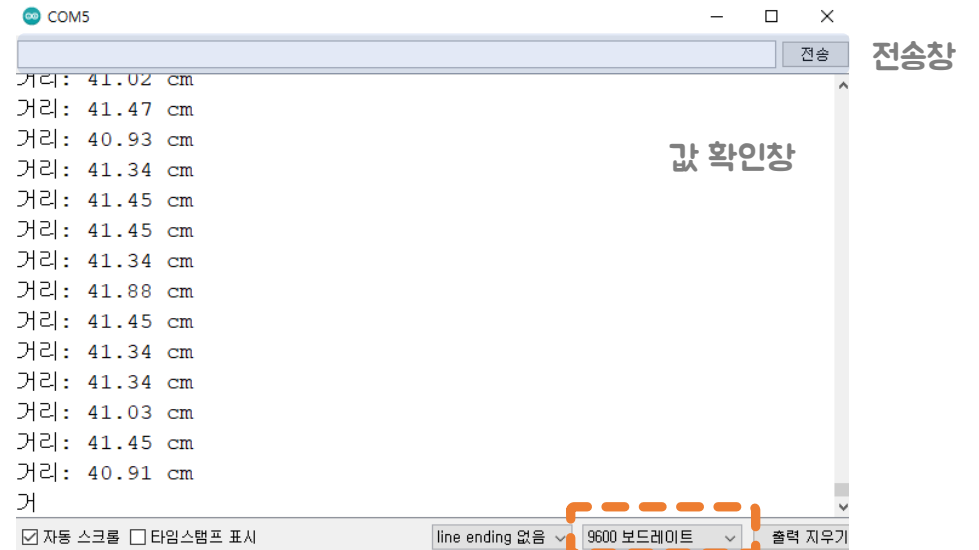 COM5
전송
전송창
거리: 41.02 cm
거리: 41.47 cm
거리: 40.93 cm
값 확인창
거리: 41.34 cm
거리: 41.45 cm
거리: 41.45 cm
거리: 41.34 cm
거리: 41.88 cm
거리: 41.45 cm
거리: 41.34 cm
거리: 41.34 cm
거리: 41.03 cm
거리: 41.45 cm
거리: 40.91 cm
거
자동 스크롤 타임스탬프 표시 line ending 없음 9600 보드레이트 출력 지우기